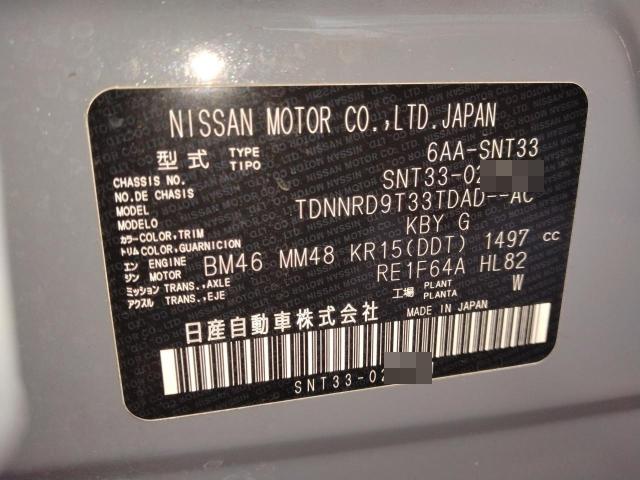 NISSAN MOTOR CO.,LTD.JAPAN
型式 TYPE TIPO 6AA-SNT33
CHASSIS NO. NO.DE CHASIS SNT33-02
MODEL MODELO TDNNRD9T33TDAD--AC
カラー COLOR,TRIM トリム COLOR,GUARNICION KBY G
エン ジン ENGINE MOTOR BM46 MM48 KR15(DDT) 1497 cc
ミッション TRANS.,AXLE アクスル TRANS.,EJE RE1F64A HL82
工場 PLANT PLANTA W
日産自動車株式会社 MADE IN JAPAN
SNT33-02